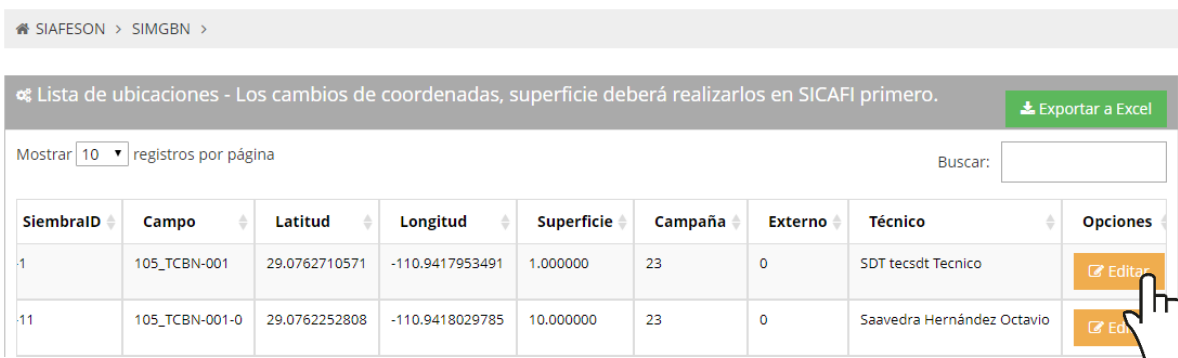 SIAFESON > SIMGBN >
Lista de ubicaciones - Los cambios de coordenadas, superficie deberá realizarlos en SICAFI primero.
Exportar a Excel
Mostrar 10 registros por página
Buscar:
SiembraID Campo Latitud Longitud Superficie Campaña Externo Técnico Opciones
-1 105_TCBN-001 29.0762710571 -110.9417953491 1.000000 23 0 SDT tecsdt Tecnico Editar
-11 105_TCBN-001-0 29.0762252808 -110.9418029785 10.000000 23 0 Saavedra Hernández Octavio